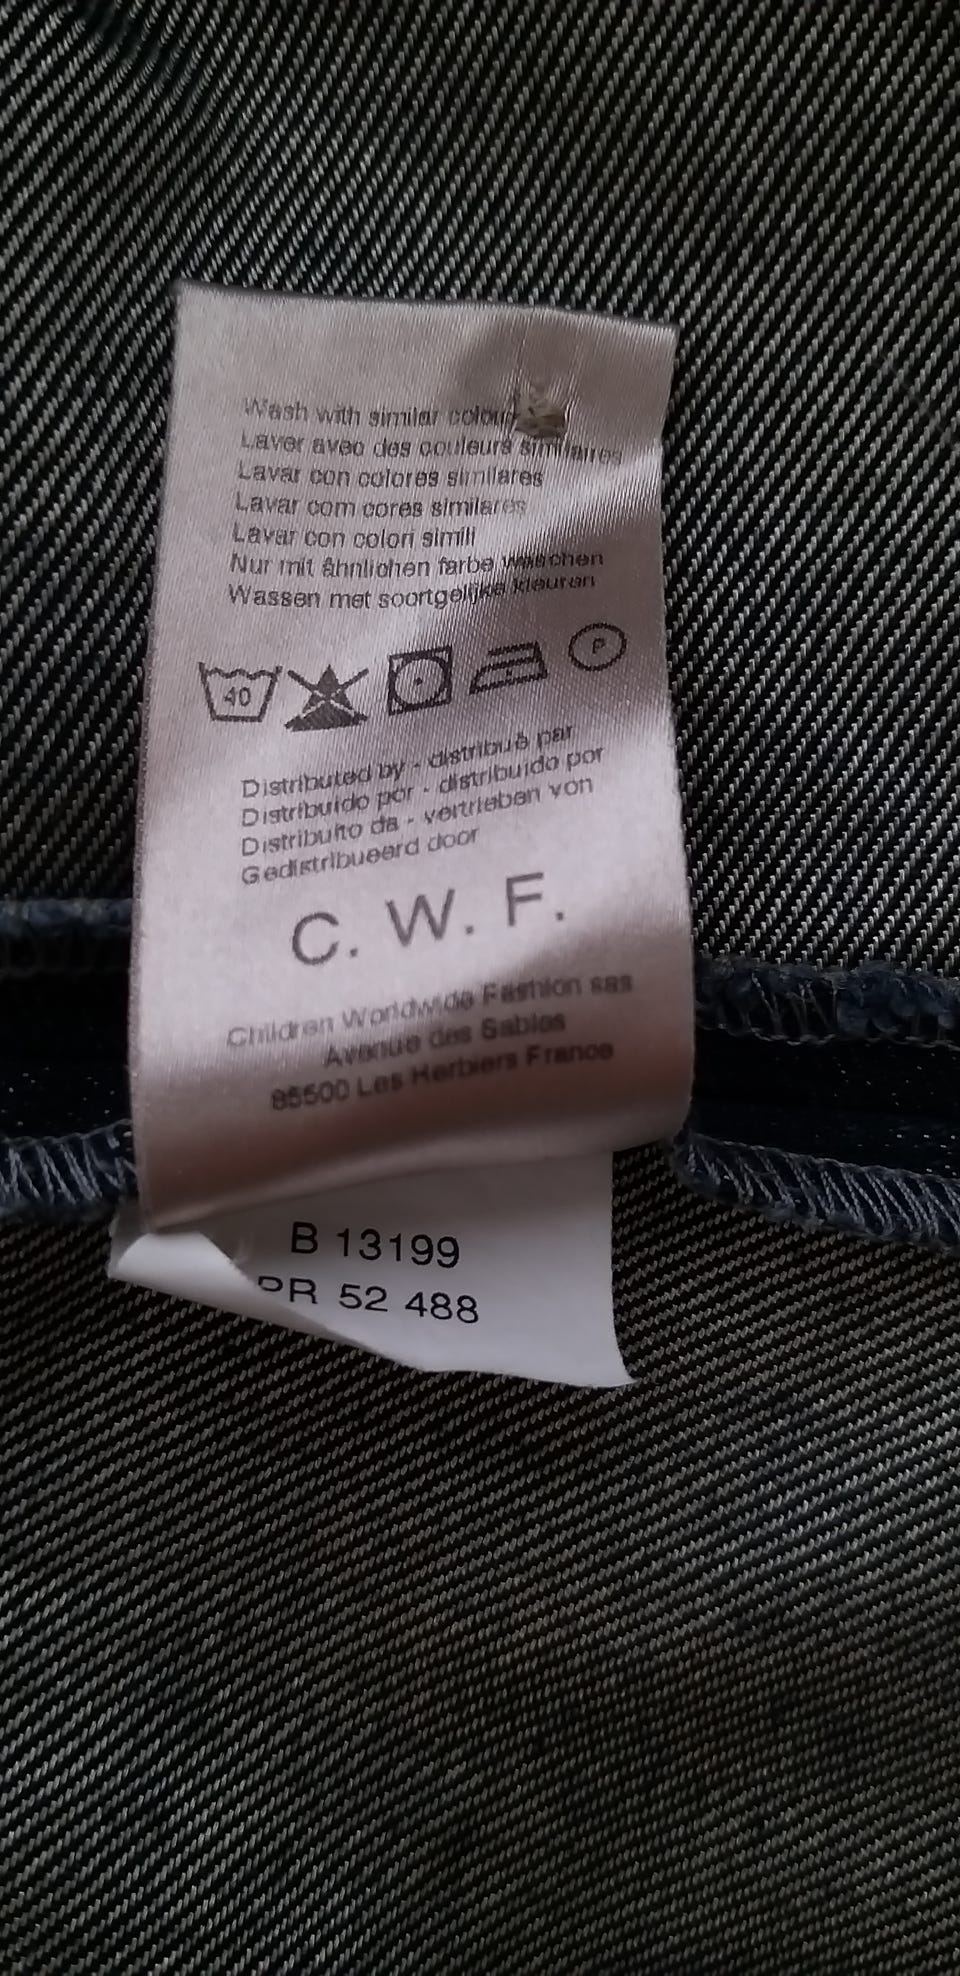 Wash with similar colour
Laver avec des couleurs similaires
Lavar con colores similares
Lavar com cores similares
Lavar con colori simili
Nur mit ähnlichen farbe waschen
Wassen met soortgelijke kleuren
40
P
Distributed by - distribué par
Distribuido por - distribuido por
Distribuito da - vertrieben von
Gedistribueerd door
C. W. F.
Children Worldwide Fashion sas
Avenue des Sables
85500 Les Herbiers France
B 13199
PR 52 488